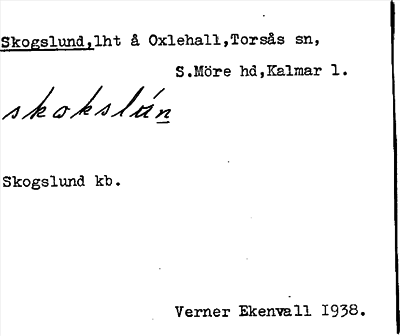 Skogslund,lht å Oxlehall,Torsås sn,
S.Möre hd,Kalmar l.
skokslún
Skogslund kb.
Verner Ekenvall 1938.